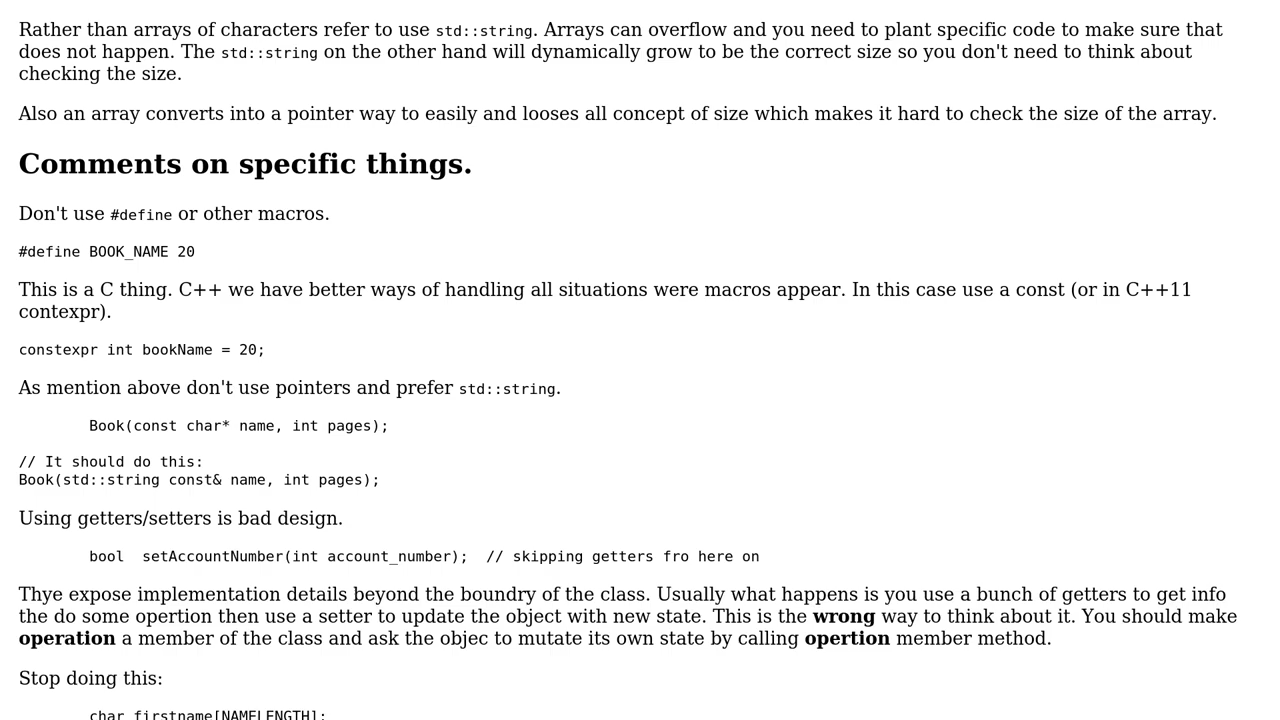 Rather than arrays of characters refer to use std::string. Arrays can overflow and you need to plant specific code to make sure that
does not happen. The std::string on the other hand will dynamically grow to be the correct size so you don't need to think about
checking the size.
Also an array converts into a pointer way to easily and looses all concept of size which makes it hard to check the size of the array.
Comments on specific things.
Don't use #define or other macros.
#define BOOK_NAME 20
This is a C thing. C++ we have better ways of handling all situations were macros appear. In this case use a const (or in C++11
contexpr).
constexpr int bookName = 20;
As mention above don't use pointers and prefer std::string.
Book(const char* name, int pages);
// It should do this:
Book(std::string const& name, int pages);
Using getters/setters is bad design.
bool  setAccountNumber(int account_number);  // skipping getters fro here on
Thye expose implementation details beyond the boundry of the class. Usually what happens is you use a bunch of getters to get info
the do some opertion then use a setter to update the object with new state. This is the wrong way to think about it. You should make
operation a member of the class and ask the objec to mutate its own state by calling opertion member method.
Stop doing this:
char firstname[NAMELENGTH];